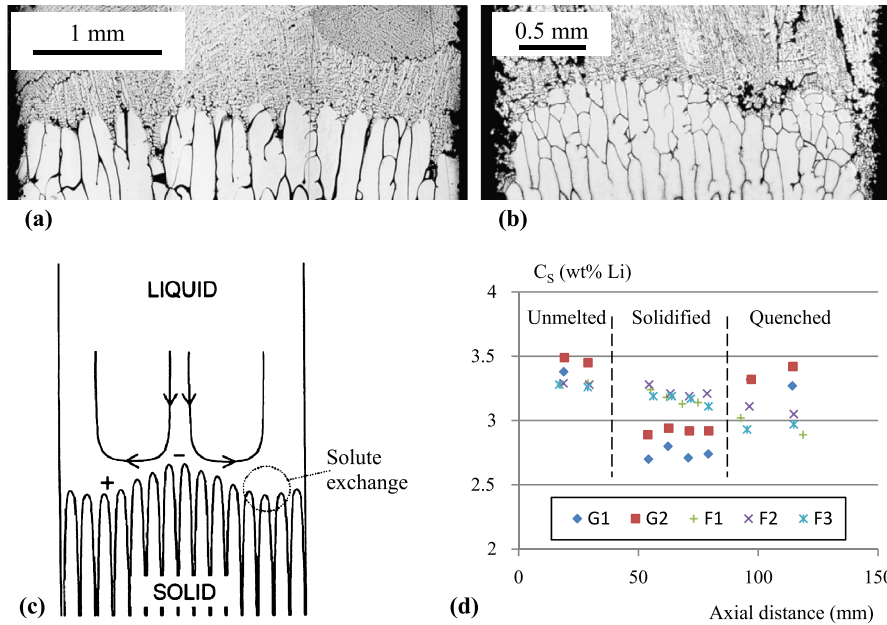 1 mm
0.5 mm
(a)
(b)
LIQUID
−
+
Solute
exchange
SOLID
(c)
C_S (wt% Li)
4
3.5
3
2.5
2
Unmelted
Solidified
Quenched
G1
G2
F1
F2
F3
0
50
100
150
Axial distance (mm)
(d)